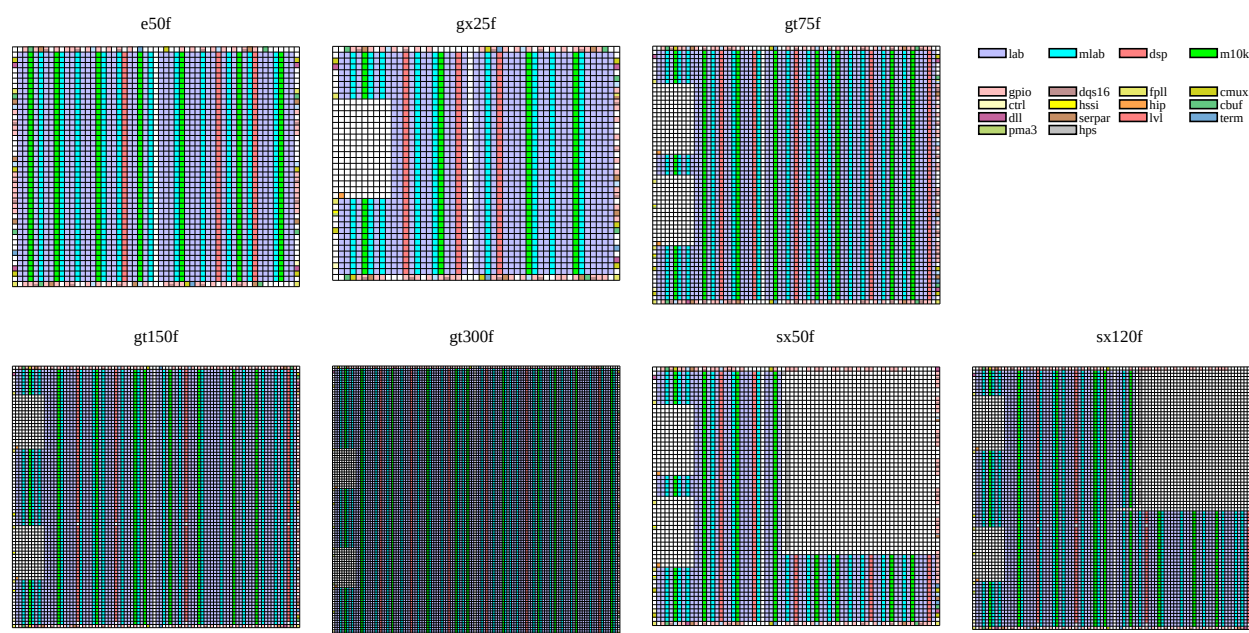 e50f
gx25f
gt75f
lab mlab dsp m10k
gpio dqs16 fpll cmux
ctrl hssi hip cbuf
dll serpar lvl term
pma3 hps
gt150f
gt300f
sx50f
sx120f